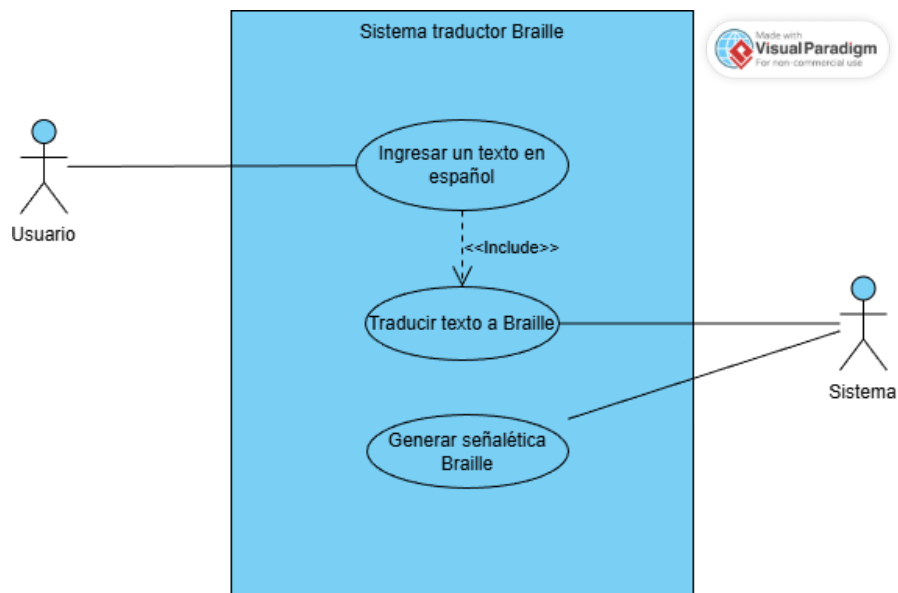 Sistema traductor Braille
Made with
Visual Paradigm
For non-commercial use
Ingresar un texto en
español
Usuario
<<Include>>
Traducir texto a Braille
Sistema
Generar señalética
Braille